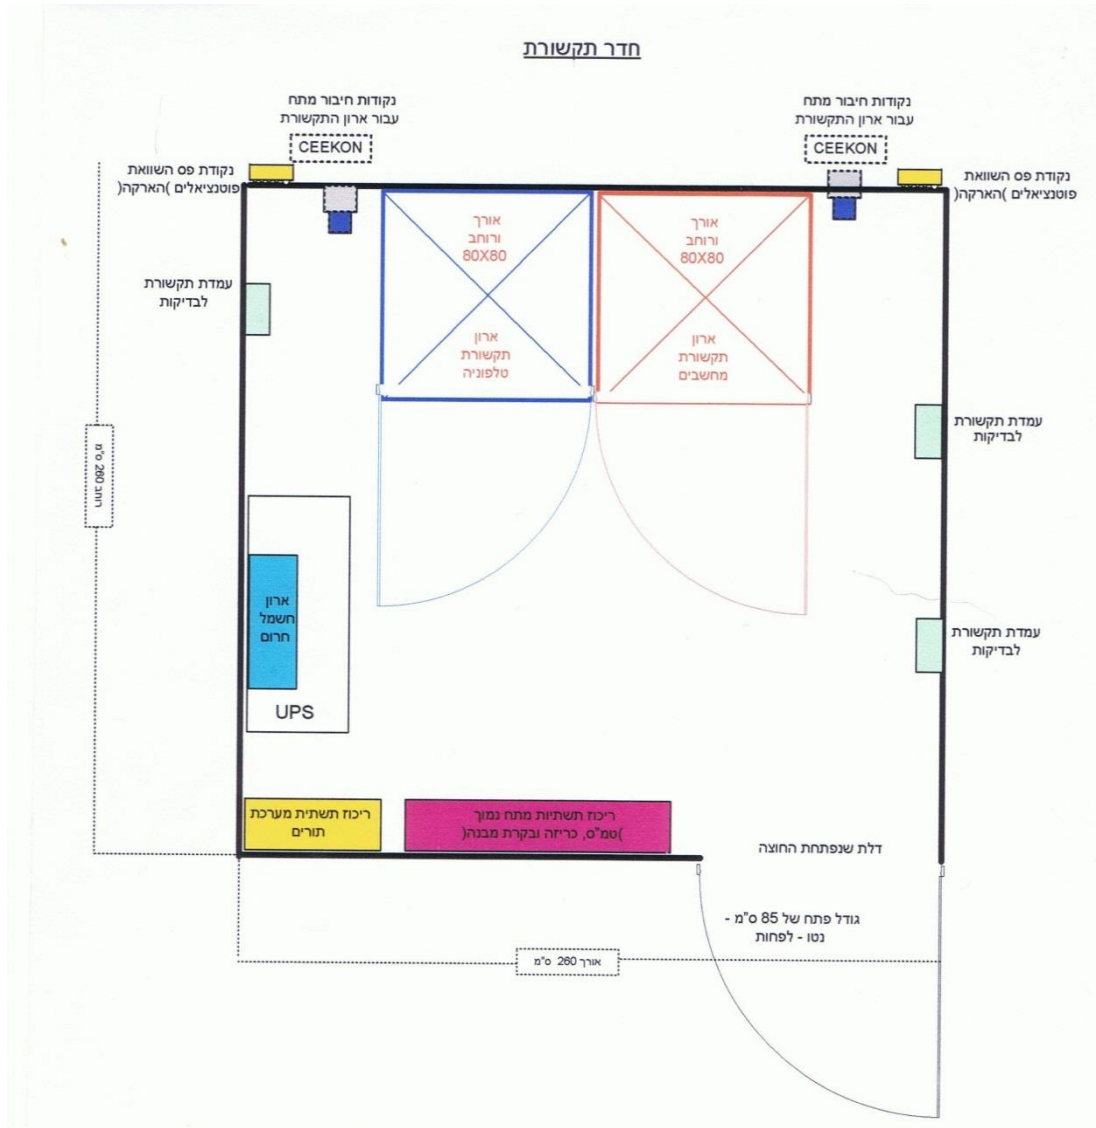 חדר תקשורת
נקודות חיבור מתח
עבור ארון התקשורת
CEEKON
נקודות חיבור מתח
עבור ארון התקשורת
CEEKON
נקודת פס השוואת
פוטנציאלים )הארקה(
נקודת פס השוואת
פוטנציאלים )הארקה(
אורך
ורוחב
80X80
ארון
תקשורת
מחשבים
אורך
ורוחב
80X80
ארון
תקשורת
טלפוניה
עמדת תקשורת
לבדיקות
עמדת תקשורת
לבדיקות
עמדת תקשורת
לבדיקות
רוחב 260 ס"מ
ארון
חשמל
חרום
UPS
ריכוז תשתיות מתח נמוך
)טמ"ס, כריזה ובקרת מבנה(
ריכוז תשתית מערכת
תורים
דלת שנפתחת החוצה
גודל פתח של 85 ס"מ -
נטו - לפחות
אורך 260 ס"מ